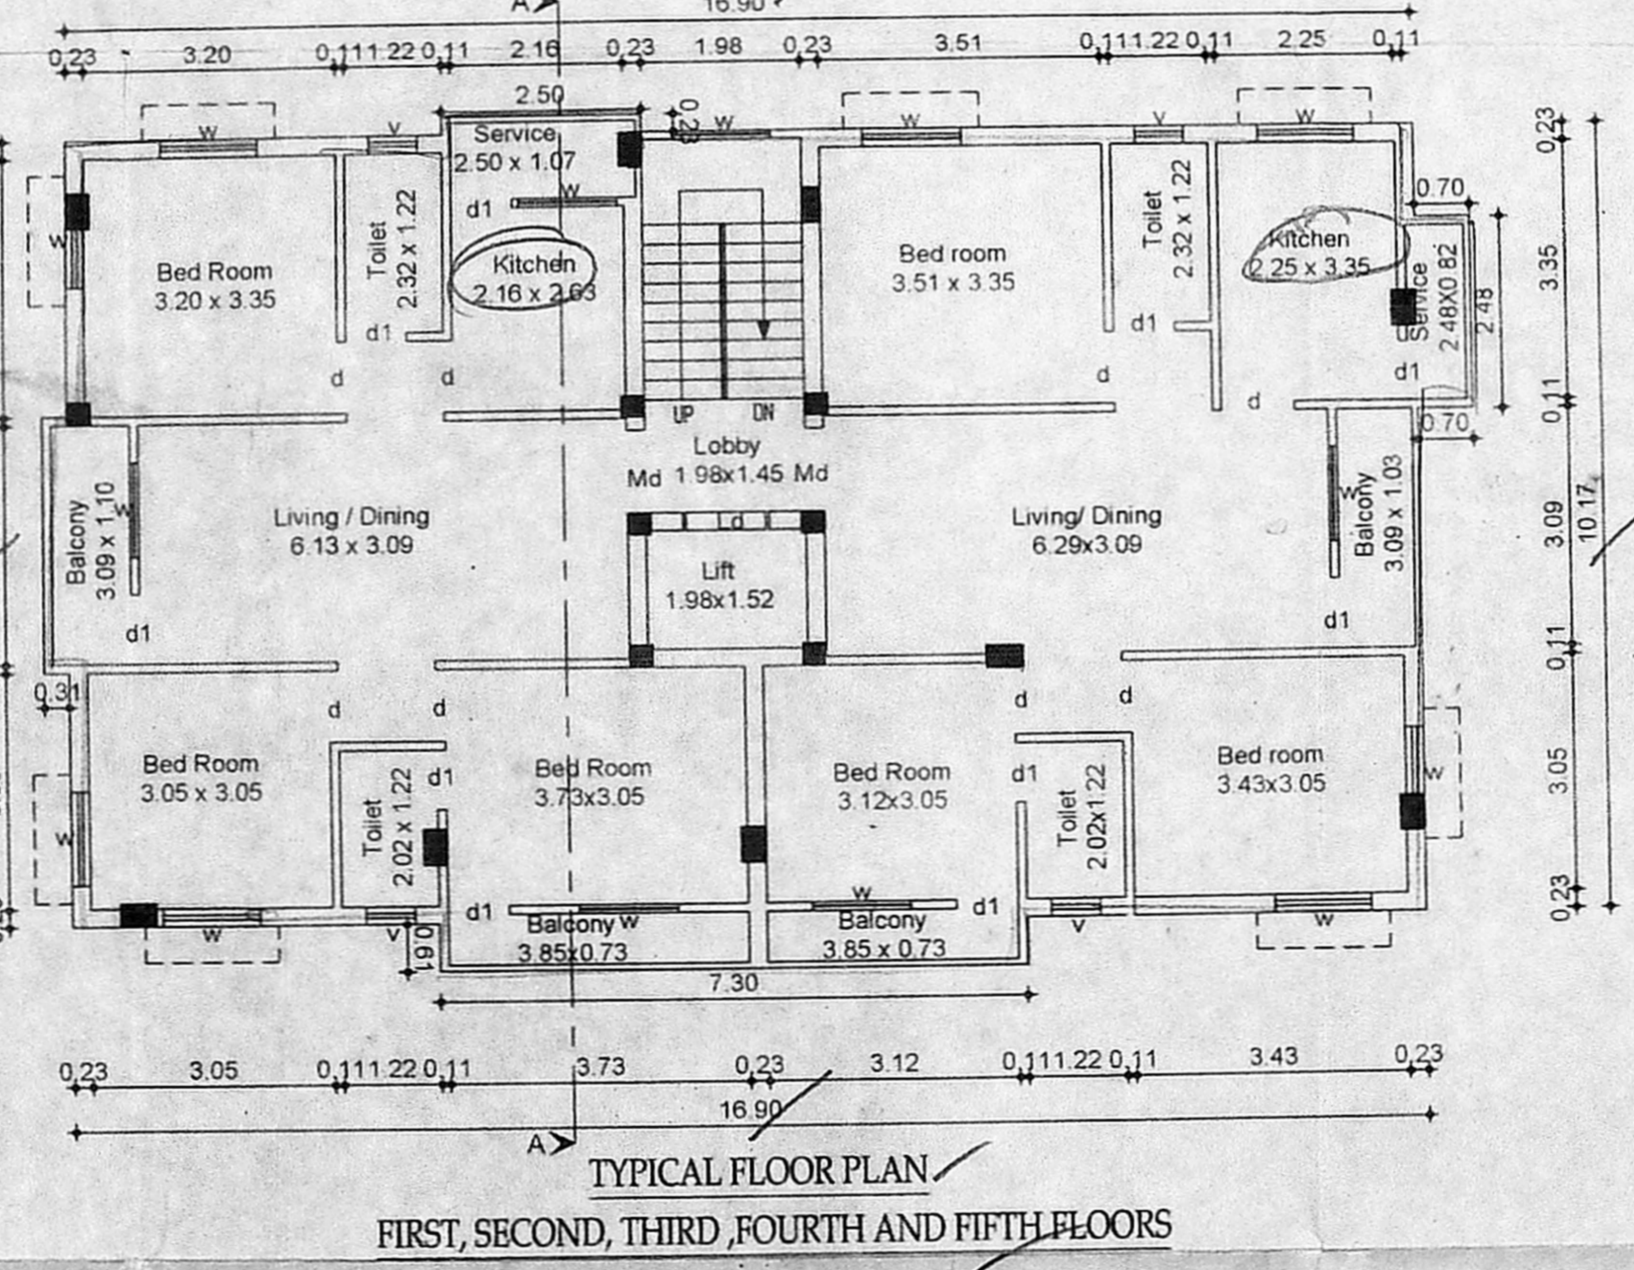 A
16.90
0,23 3.20 0,11 1.22 0,11 2.16 0,23 1.98 0,23 3.51 0,11 1.22 0,11 2.25 0,11
2.50
0,23
W
V
Service
2.50 x 1.07
W
W
V
W
0,23
d1
W
W
Bed Room
3.20 x 3.35
Toilet
2.32 x 1.22
d1
Kitchen
2.16 x 2.63
Bed room
3.51 x 3.35
Toilet
2.32 x 1.22
d1
Kitchen
2.25 x 3.35
0.70
Service
2.48X0.82
2.48
d1
3.35
d
d
d
d
UP
DN
0.70
0,11
Lobby
Md 1.98x1.45 Md
Balcony
3.09 x 1.10
W
Living / Dining
6.13 x 3.09
Ld
Lift
1.98x1.52
Living/ Dining
6.29x3.09
W
Balcony
3.09 x 1.03
3.09
10.17
d1
d1
0,11
0.31
d
d
d
d
Bed Room
3.05 x 3.05
W
Toilet
2.02 x 1.22
d1
Bed Room
3.73x3.05
Bed Room
3.12x3.05
d1
Toilet
2.02x1.22
Bed room
3.43x3.05
W
3.05
W
d1
d1
0,23
W
V
0.61
Balcony W
3.85x0.73
Balcony
3.85 x 0.73
V
W
7.30
0,23 3.05 0,11 1.22 0,11 3.73 0,23 3.12 0,11 1.22 0,11 3.43 0,23
16.90
A
TYPICAL FLOOR PLAN
FIRST, SECOND, THIRD ,FOURTH AND FIFTH FLOORS